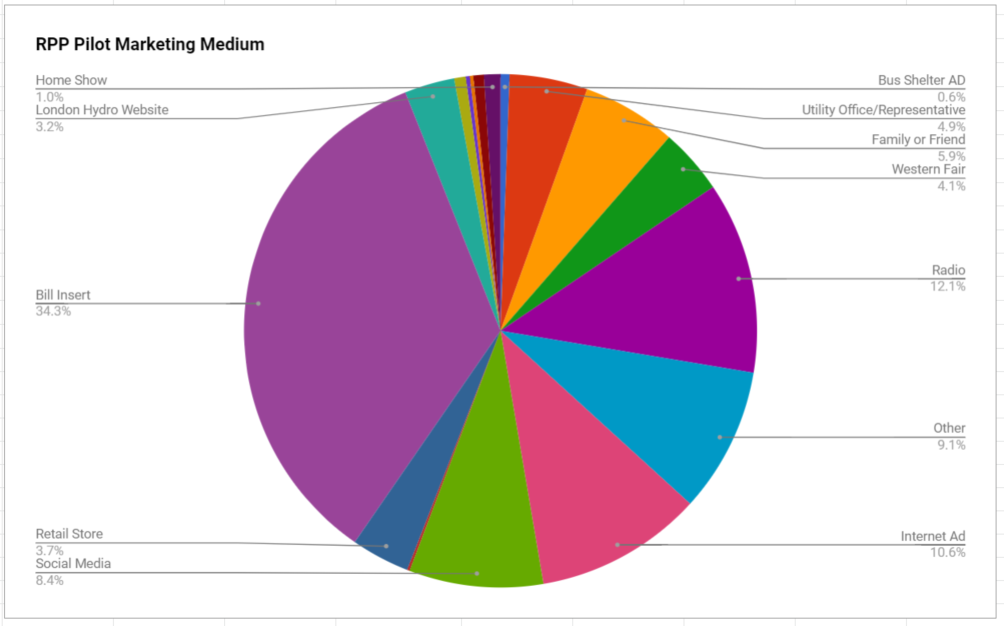 RPP Pilot Marketing Medium
Home Show
1.0%
London Hydro Website
3.2%
Bill Insert
34.3%
Retail Store
3.7%
Social Media
8.4%
Bus Shelter AD
0.6%
Utility Office/Representative
4.9%
Family or Friend
5.9%
Western Fair
4.1%
Radio
12.1%
Other
9.1%
Internet Ad
10.6%